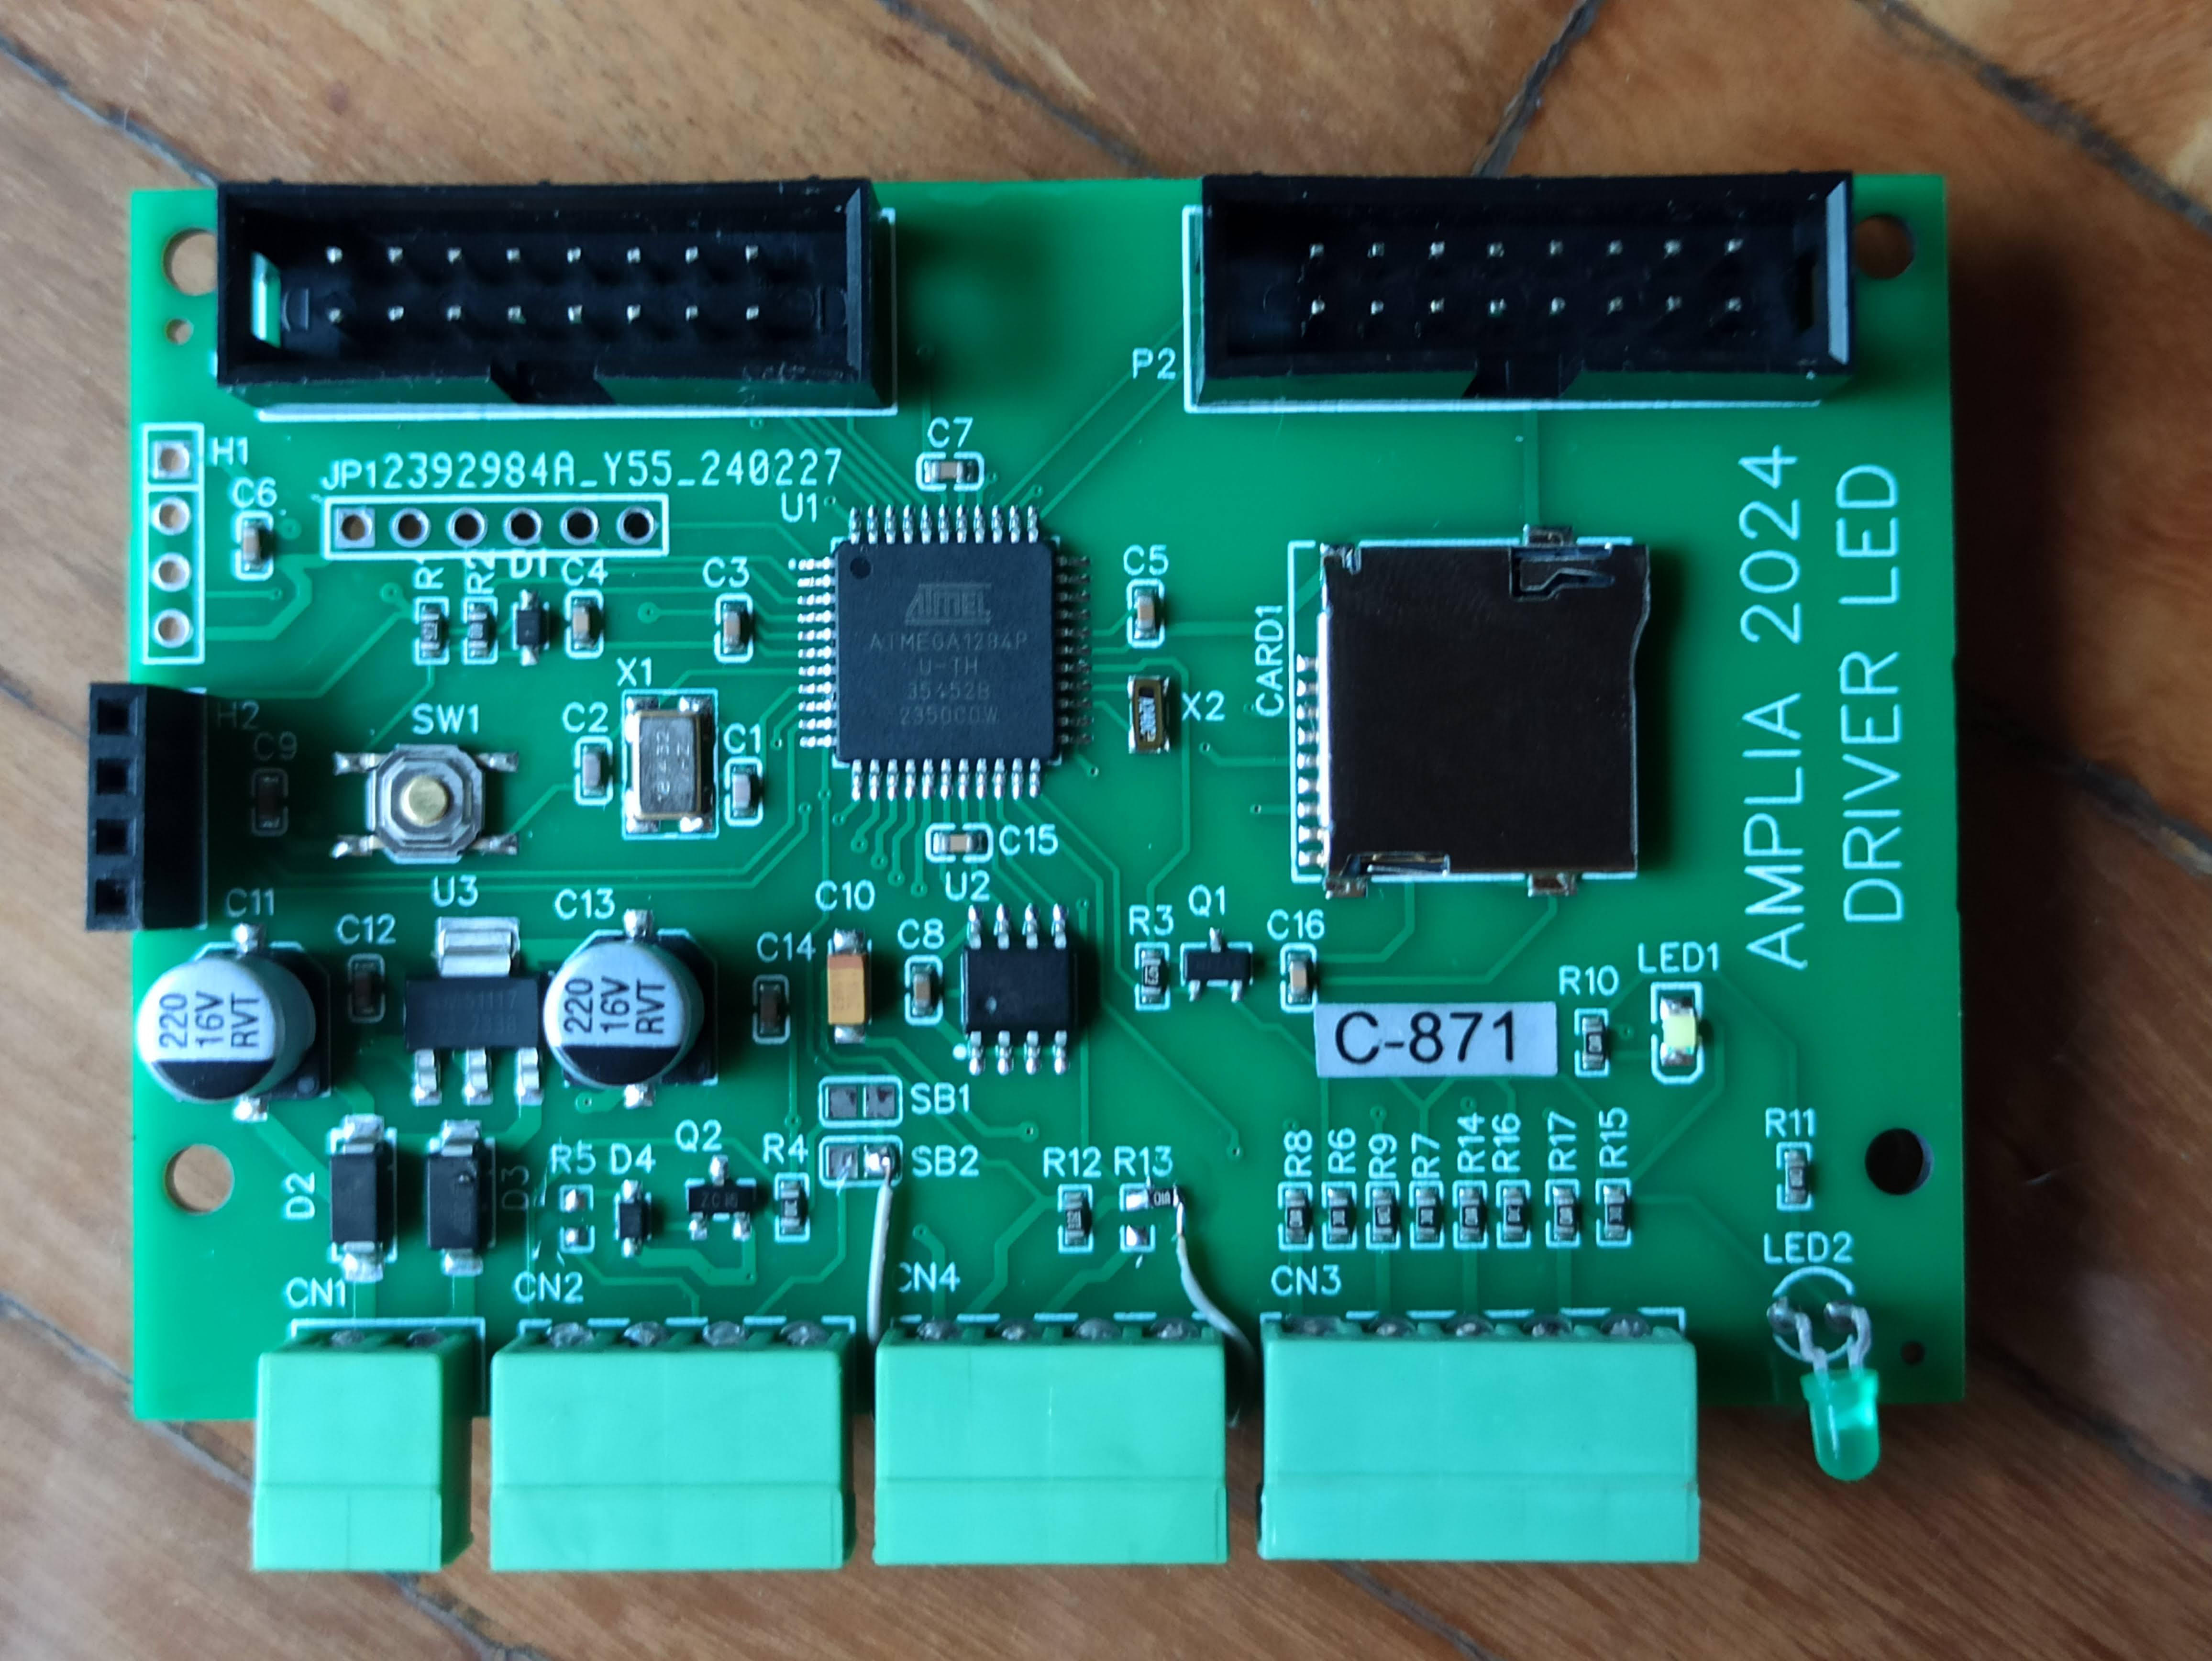 P2
H1
JP12392984A_Y55_240227
C7
C6
U1
R1
R2
D1
C4
C3
C5
ATMEL
ATMEGA1284P
U-TH
35452B
2350CDW
AMPLIA 2024
DRIVER LED
CARD1
X1
X2
H2
SW1
C9
C2
C1
C15
U3
U2
C11
C13
C10
C12
C14
C8
R3
Q1
C16
220
16V
RVT
220
16V
RVT
R10
LED1
C-871
SB1
SB2
D2
D3
R5
D4
Q2
R4
R12
R13
R8
R6
R9
R7
R14
R16
R17
R15
R11
LED2
CN1
CN2
CN4
CN3